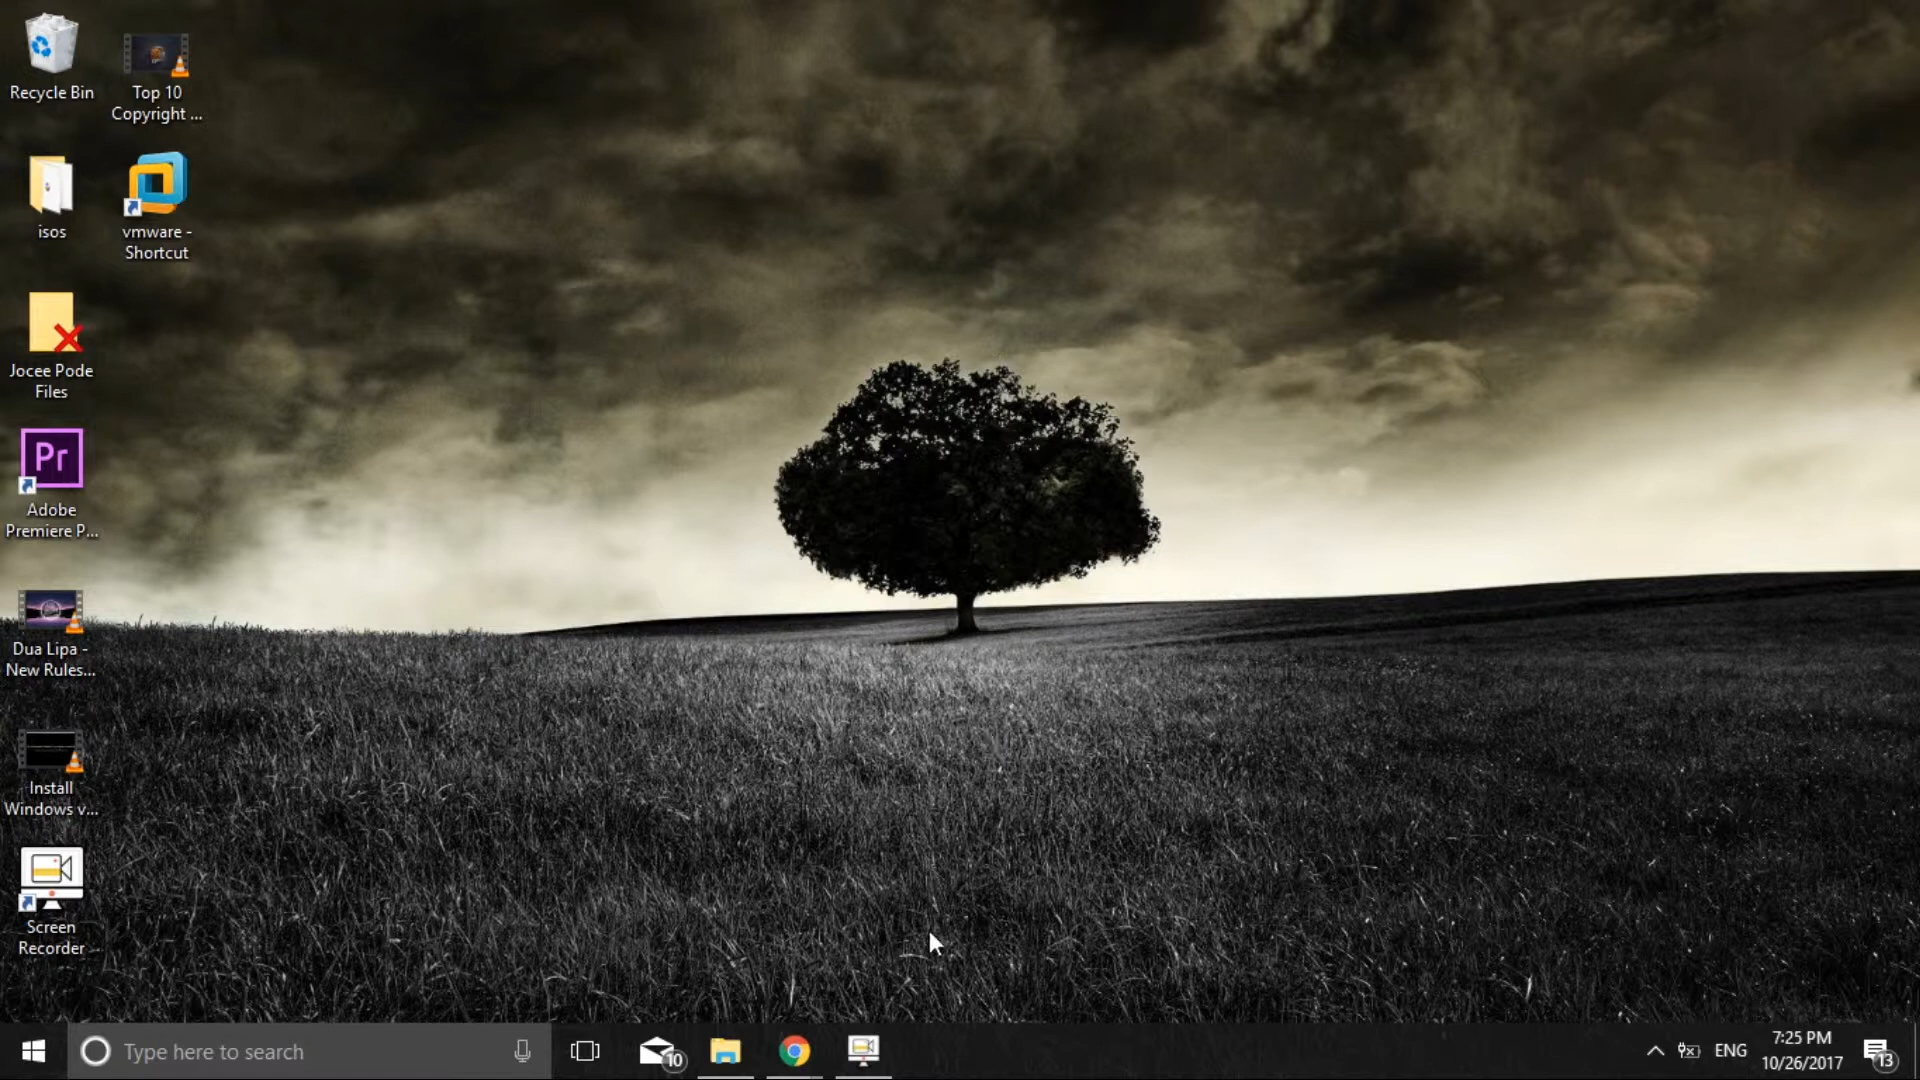 Recycle Bin
Top 10
Copyright ...
isos
vmware -
Shortcut
Jocee Pode
Files
Pr
Adobe
Premiere P...
Dua Lipa -
New Rules...
Install
Windows v...
Screen
Recorder
Type here to search
10
ENG
7:25 PM
10/26/2017
13